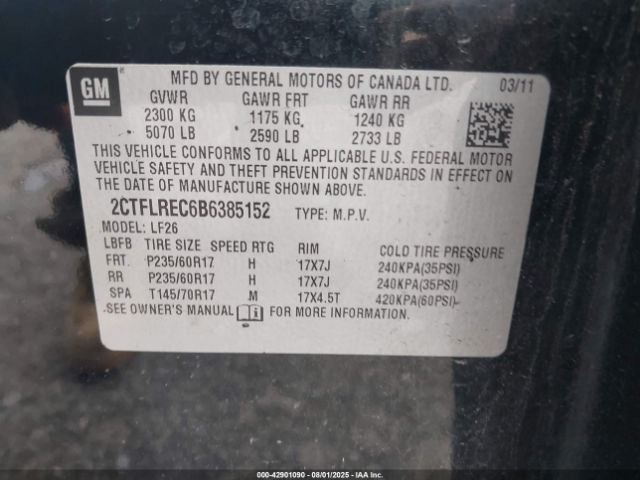 GM
MFD BY GENERAL MOTORS OF CANADA LTD. 03/11
GVWR GAWR FRT GAWR RR
2300 KG 1175 KG 1240 KG
5070 LB 2590 LB 2733 LB
THIS VEHICLE CONFORMS TO ALL APPLICABLE U.S. FEDERAL MOTOR
VEHICLE SAFETY AND THEFT PREVENTION STANDARDS IN EFFECT ON THE
DATE OF MANUFACTURE SHOWN ABOVE.
2CTFLREC6B6385152 TYPE: M.P.V.
MODEL: LF26
LBFB TIRE SIZE SPEED RTG RIM COLD TIRE PRESSURE
FRT. P235/60R17 H 17X7J 240KPA(35PSI)
RR P235/60R17 H 17X7J 240KPA(35PSI)
SPA T145/70R17 M 17X4.5T 420KPA(60PSI)
SEE OWNER'S MANUAL FOR MORE INFORMATION.
000-42901090 - 08/01/2025 - IAAI.COM